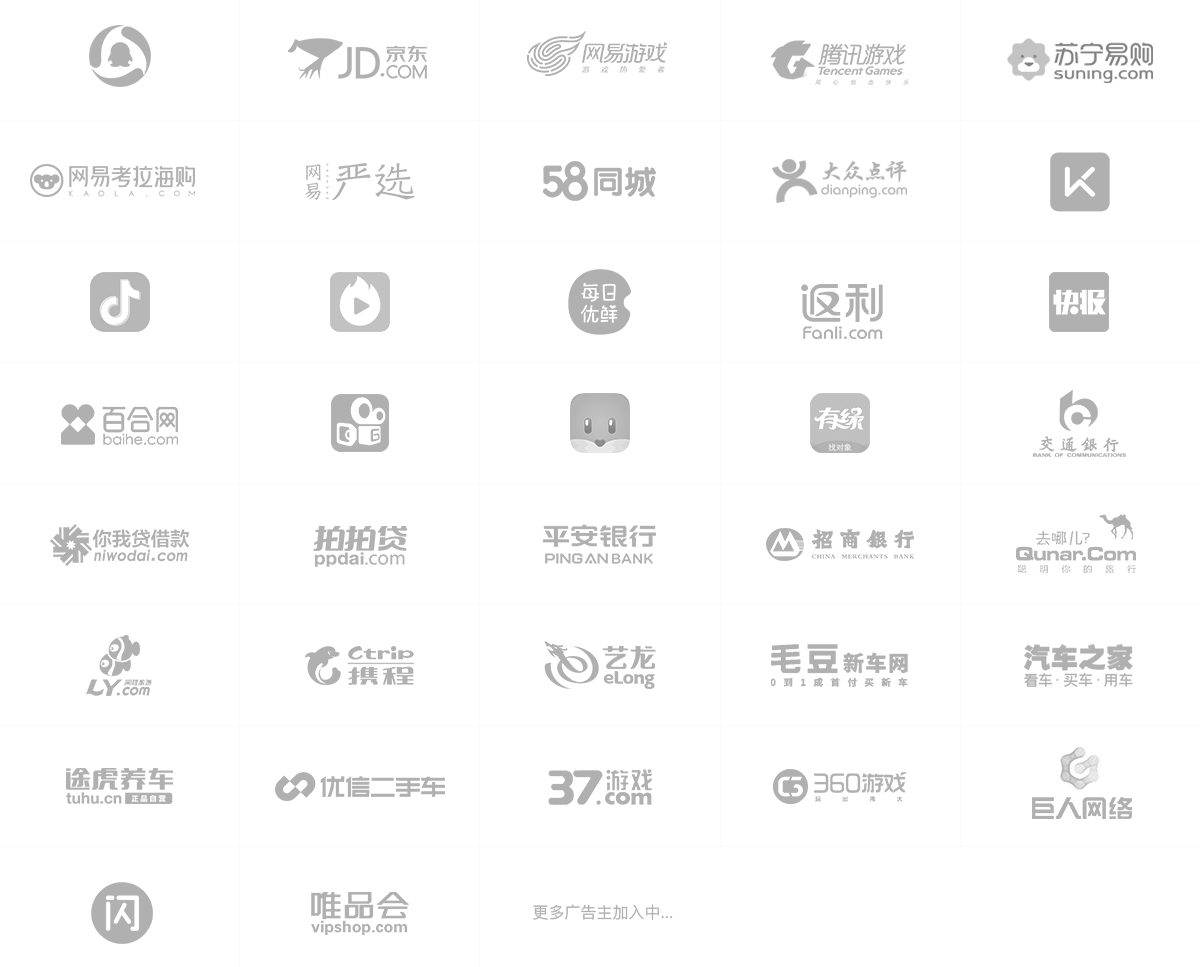 JD.京东
.COM
网易游戏
游戏热爱者
腾讯游戏
Tencent Games
用心创造快乐
苏宁易购
suning.com
网易考拉海购
KAOLA.COM
网易严选
58同城
大众点评
dianping.com
K
每日
优鲜
返利
Fanli.com
快报
百合网
baihe.com
有缘
找对象
交通银行
BANK OF COMMUNICATIONS
你我贷借款
niwodai.com
拍拍贷
ppdai.com
平安银行
PING AN BANK
招商银行
CHINA MERCHANTS BANK
去哪儿?
Qunar.Com
聪明你的旅行
LY.com
同程旅游
Ctrip
携程
艺龙
eLong
毛豆新车网
0到1成首付买新车
汽车之家
看车·买车·用车
途虎养车
tuhu.cn 正品自营
优信二手车
37游戏
.com
360游戏
巨人网络
闪
唯品会
vipshop.com
更多广告主加入中...